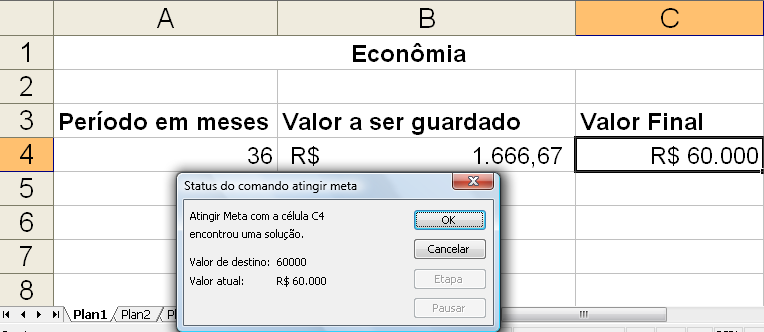 A B C
1 Econômia
2
3 Período em meses Valor a ser guardado Valor Final
4 36 R$ 1.666,67 R$ 60.000
5
6
7
8
Status do comando atingir meta
Atingir Meta com a célula C4
encontrou uma solução.
Valor de destino: 60000
Valor atual: R$ 60.000
OK
Cancelar
Etapa
Pausar
Plan1 Plan2